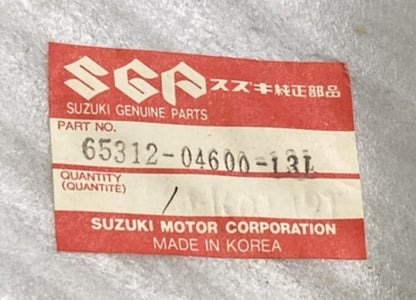 SGP スズキ純正部品
SUZUKI GENUINE PARTS
PART NO.
65312-04600-13L
QUANTITY
(QUANTITE)
/
SUZUKI MOTOR CORPORATION
MADE IN KOREA